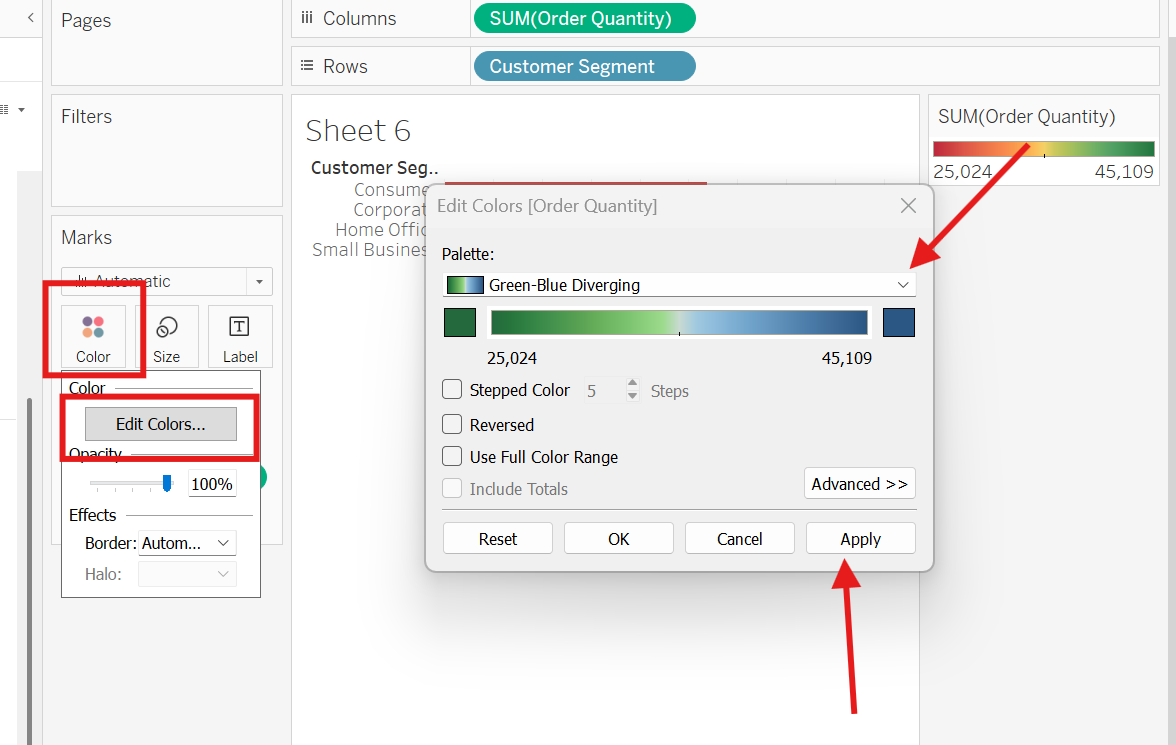 Pages
Columns
SUM(Order Quantity)
Rows
Customer Segment
Filters
Sheet 6
Customer Seg..
Consume
Corporat
Home Offic
Small Busines
SUM(Order Quantity)
25,024
45,109
Marks
Automatic
Color
Size
Label
Color
Edit Colors...
Opacity
100%
Effects
Border:
Autom...
Halo:
Edit Colors [Order Quantity]
Palette:
Green-Blue Diverging
25,024
45,109
Stepped Color
5
Steps
Reversed
Use Full Color Range
Include Totals
Advanced >>
Reset
OK
Cancel
Apply